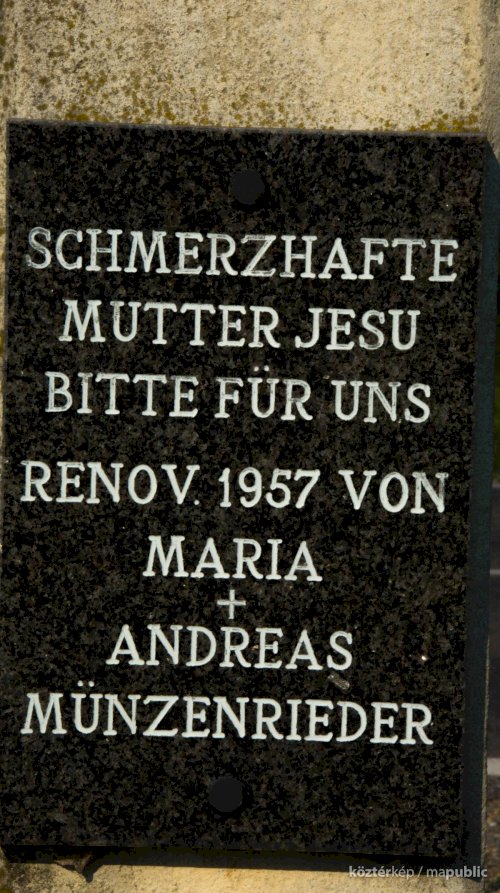 SCHMERZHAFTE
MUTTER JESU
BITTE FÜR UNS
RENOV. 1957 VON
MARIA
+
ANDREAS
MÜNZENRIEDER
köztérkép / mapublic